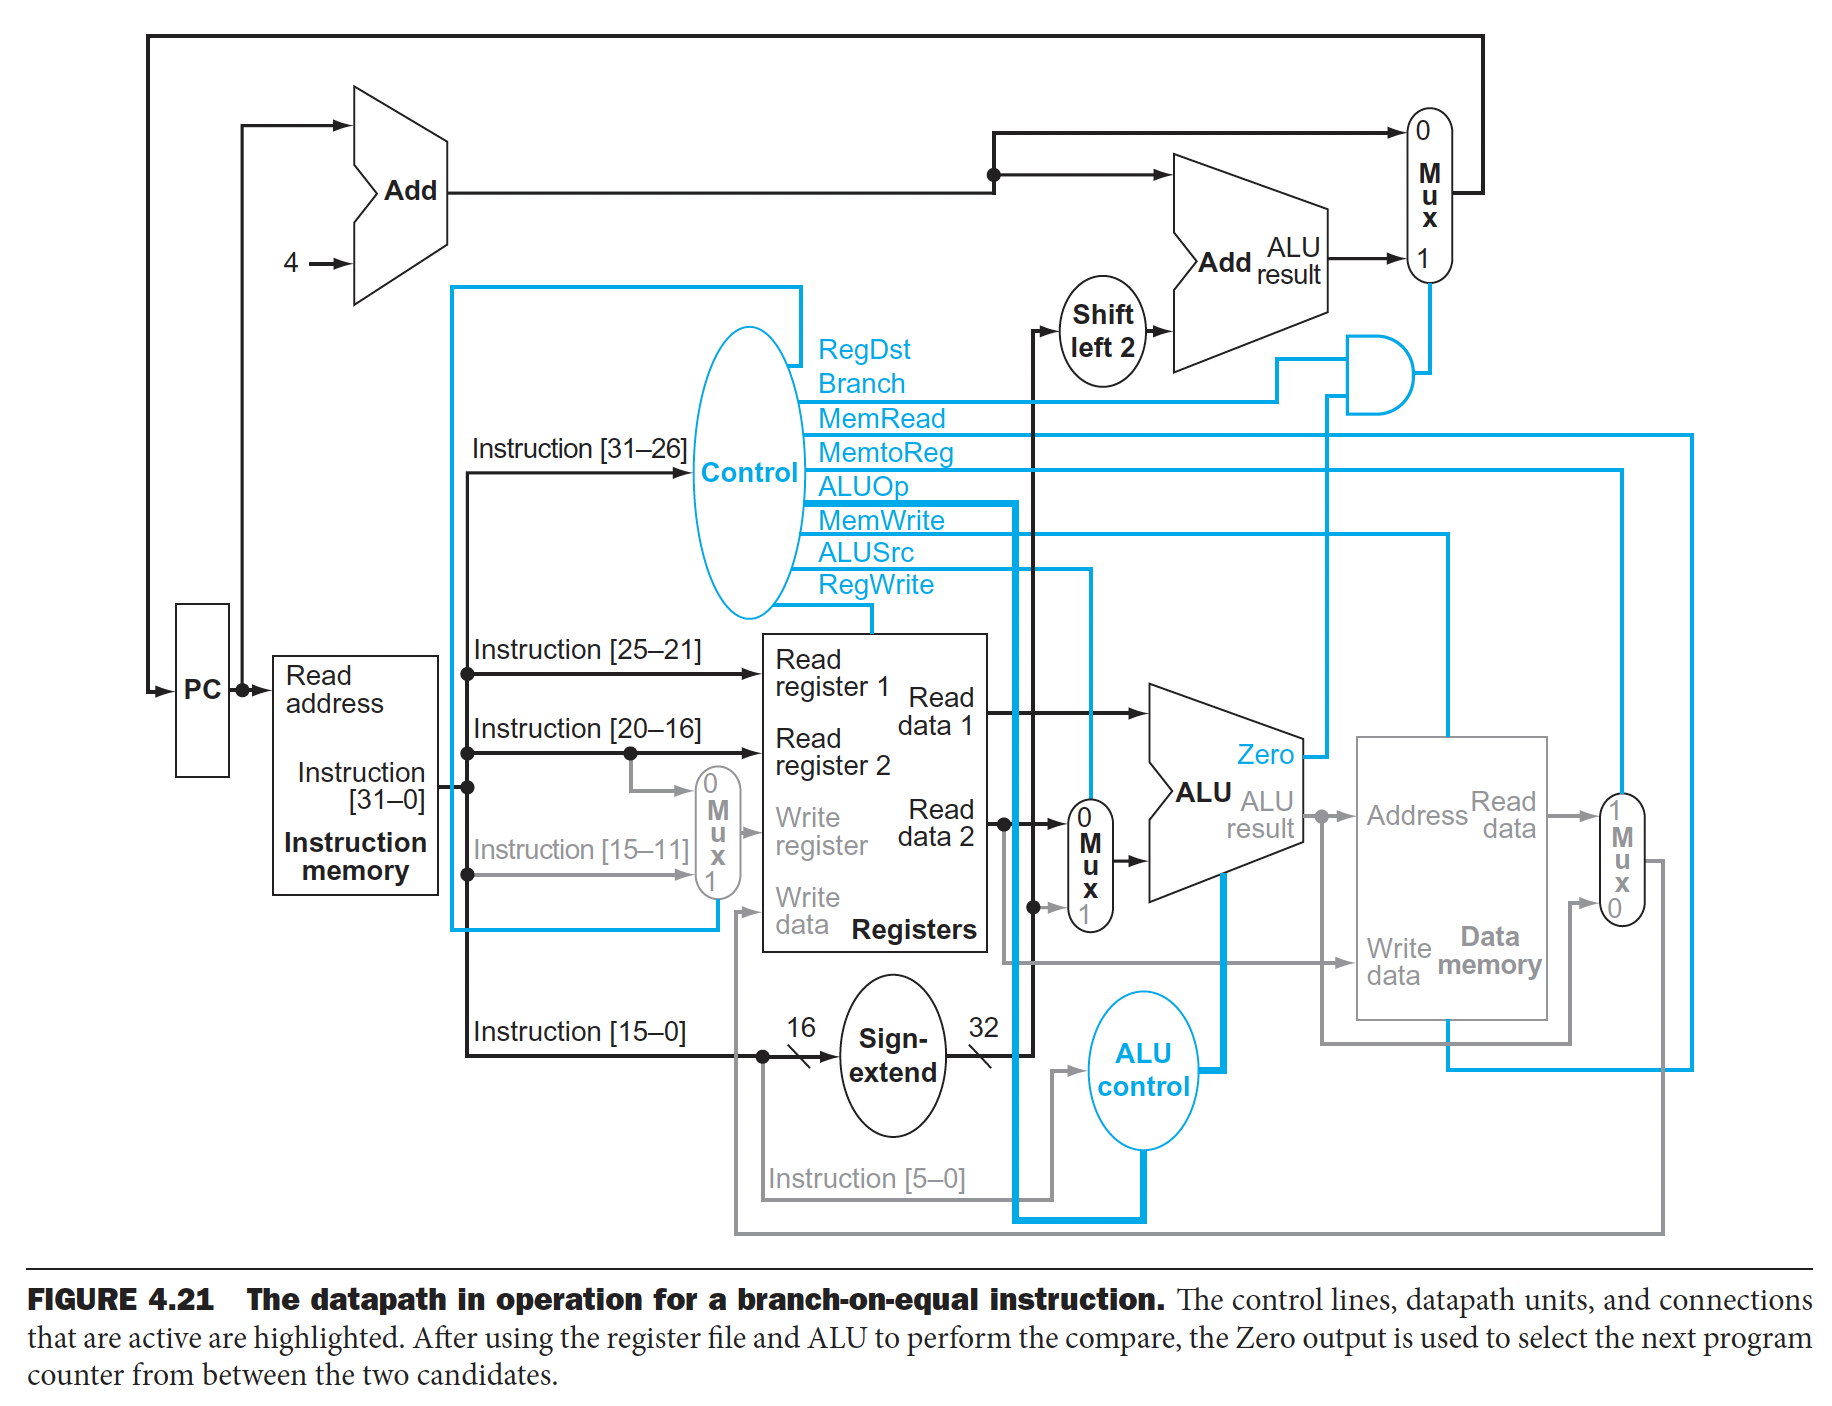 0
M
u
x
1
Add
4
Add
ALU
result
Shift
left 2
RegDst
Branch
MemRead
MemtoReg
ALUOp
MemWrite
ALUSrc
RegWrite
Instruction [31–26]
Control
PC
Read
address
Instruction
[31–0]
Instruction
memory
Instruction [25–21]
Instruction [20–16]
Instruction [15–11]
0
M
u
x
1
Read
register 1
Read
register 2
Write
register
Write
data
Read
data 1
Read
data 2
Registers
0
M
u
x
1
Zero
ALU
ALU
result
Address
Read
data
Write
data
Data
memory
1
M
u
x
0
Instruction [15–0]
16
Sign-
extend
32
ALU
control
Instruction [5–0]
FIGURE 4.21 The datapath in operation for a branch-on-equal instruction. The control lines, datapath units, and connections
that are active are highlighted. After using the register file and ALU to perform the compare, the Zero output is used to select the next program
counter from between the two candidates.